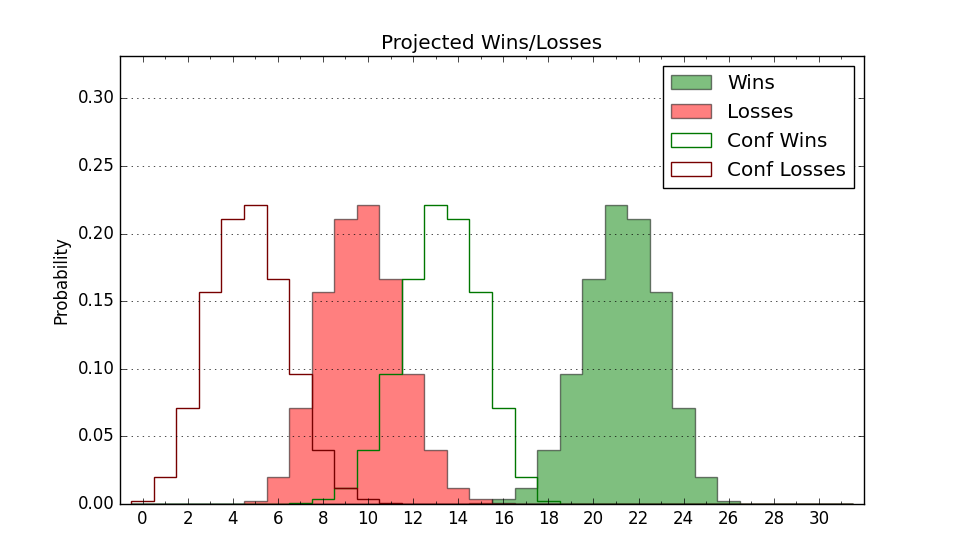 Projected Wins/Losses
Wins
Losses
Conf Wins
Conf Losses
Probability
0.30
0.25
0.20
0.15
0.10
0.05
0.00
0 2 4 6 8 10 12 14 16 18 20 22 24 26 28 30